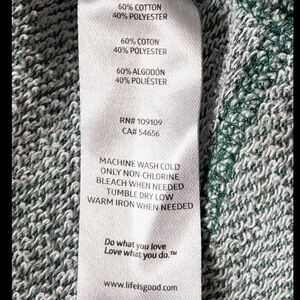 60% COTTON
40% POLYESTER
60% COTON
40% POLYESTER
60% ALGODÓN
40% POLIÉSTER
RN# 109109
CA# 54656
MACHINE WASH COLD
ONLY NON-CHLORINE
BLEACH WHEN NEEDED
TUMBLE DRY LOW
WARM IRON WHEN NEEDED
Do what you love
Love what you do.™
www.lifeisgood.com